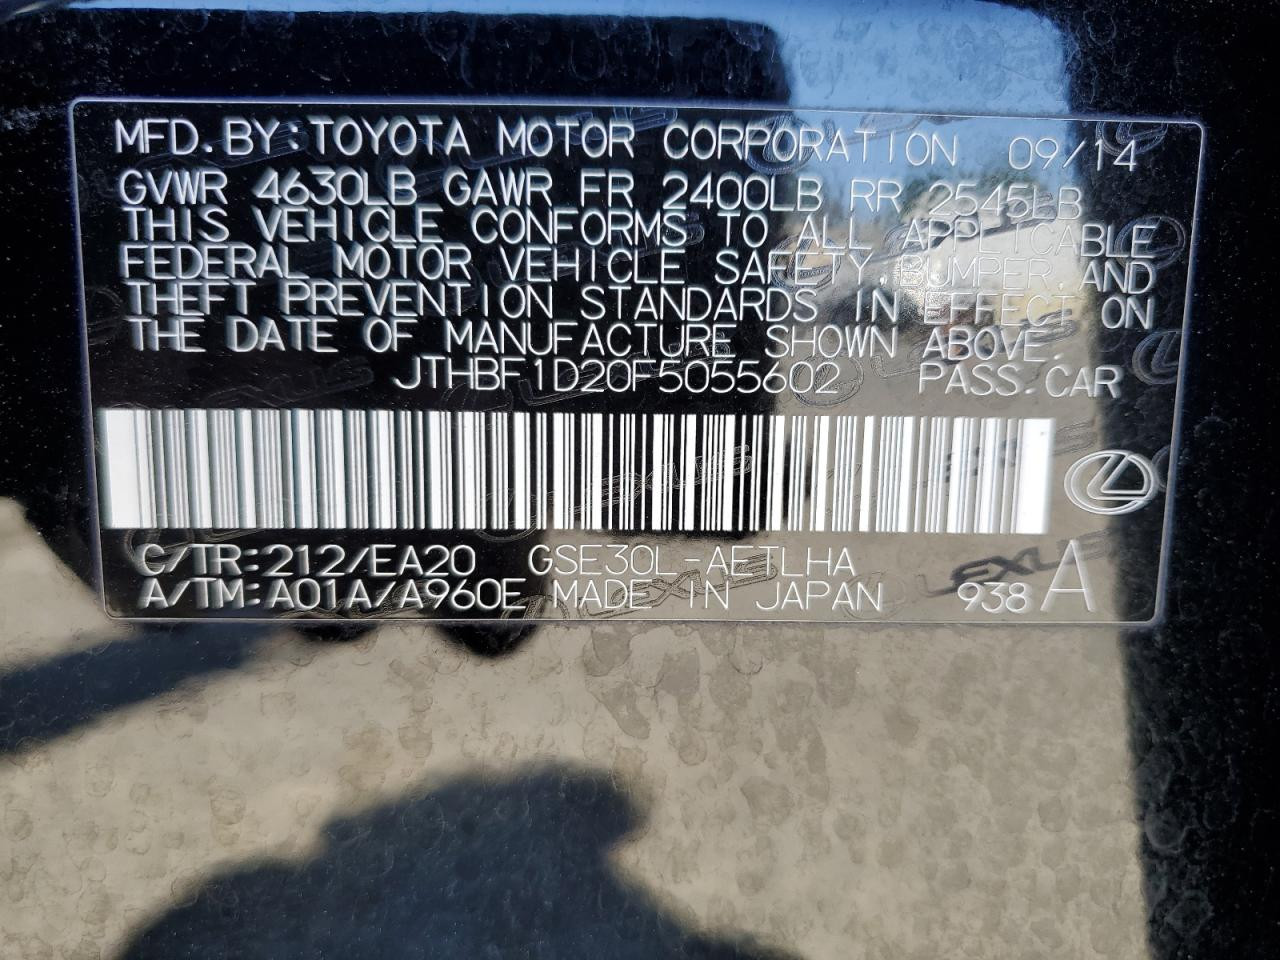 MFD.BY:TOYOTA MOTOR CORPORATION 09/14
GVWR 4630LB GAWR FR 2400LB RR 2545LB
THIS VEHICLE CONFORMS TO ALL APPLICABLE
FEDERAL MOTOR VEHICLE SAFETY,BUMPER,AND
THEFT PREVENTION STANDARDS IN EFFECT ON
THE DATE OF MANUFACTURE SHOWN ABOVE.
JTHBF1D20F5055602 PASS.CAR
C/TR:212/EA20 GSE30L-AETLHA
A/TM:A01A/A960E MADE IN JAPAN 938 A
LEXUS